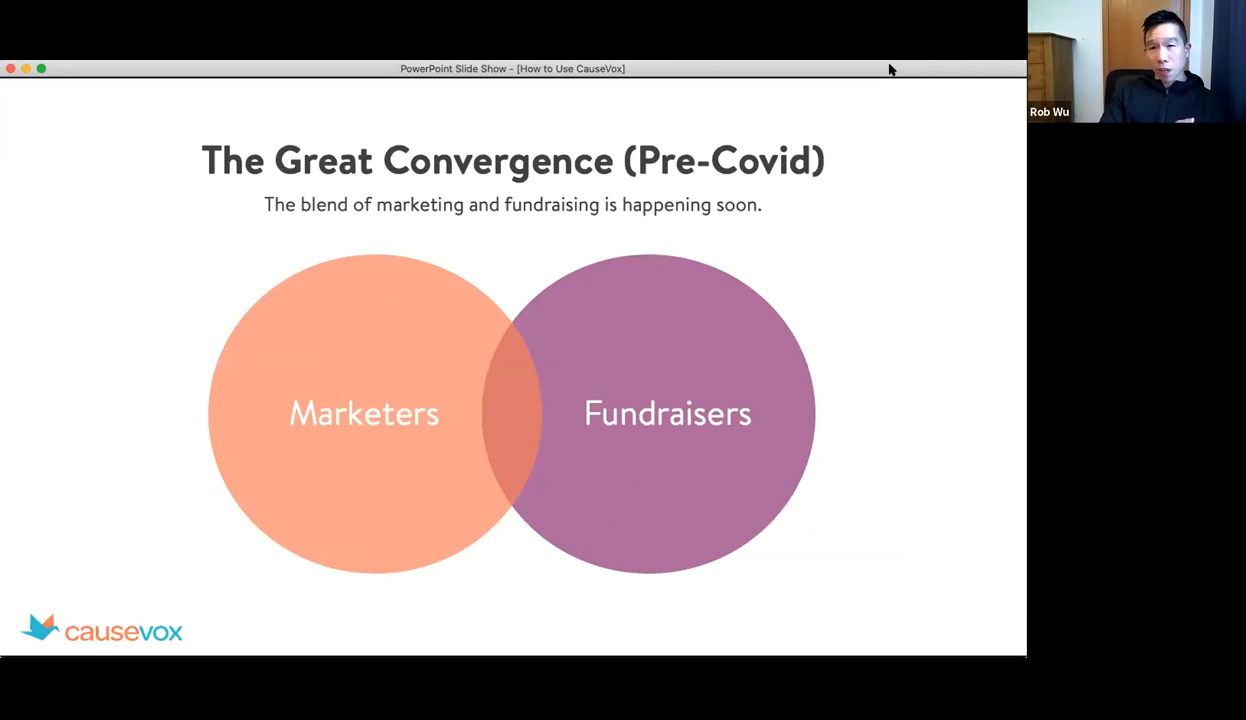 PowerPoint Slide Show - [How to Use CauseVox]
Rob Wu
The Great Convergence (Pre-Covid)
The blend of marketing and fundraising is happening soon.
Marketers
Fundraisers
causevox